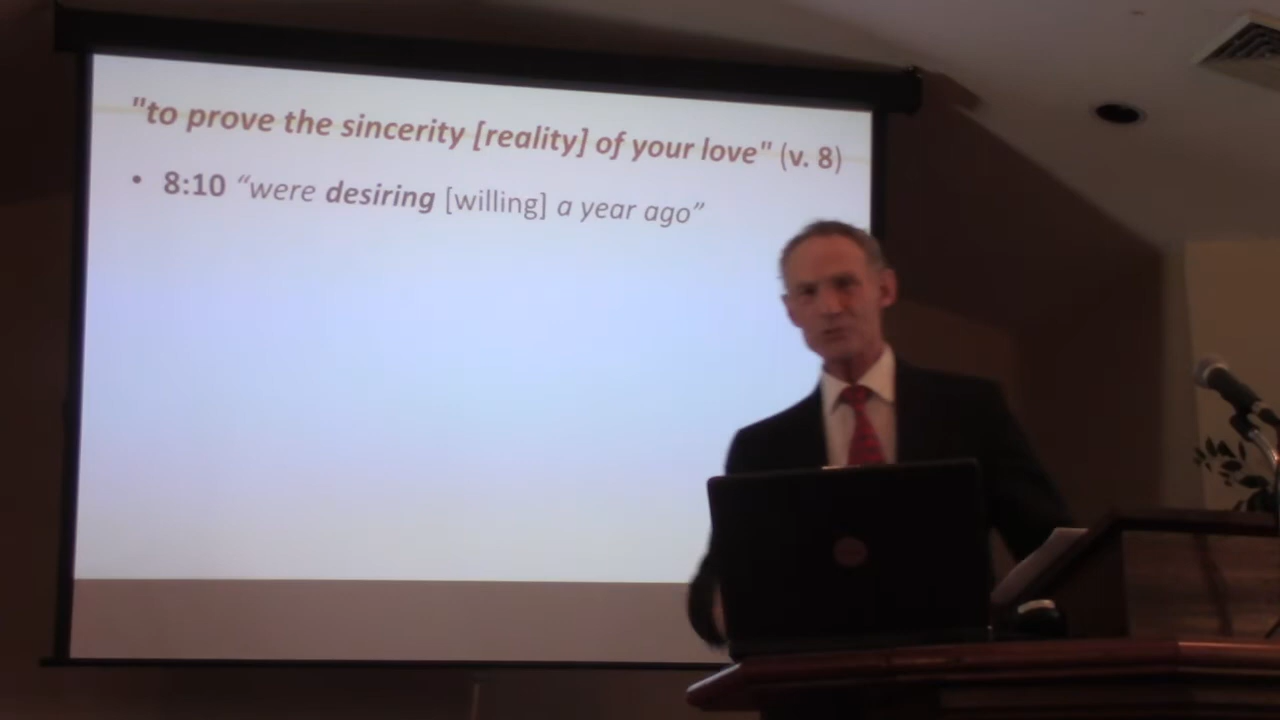 "to prove the sincerity [reality] of your love" (v. 8)
• 8:10 “were desiring [willing] a year ago”